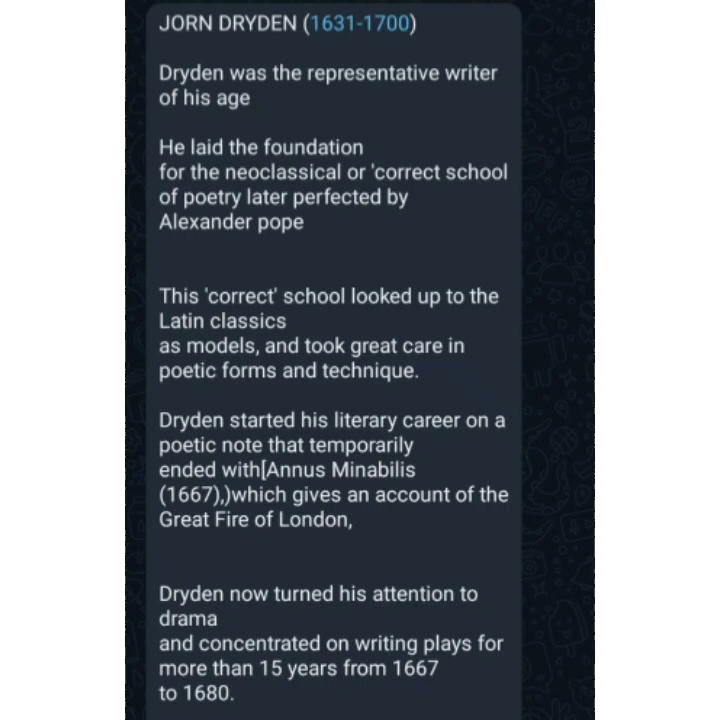 JORN DRYDEN (1631-1700)
Dryden was the representative writer
of his age
He laid the foundation
for the neoclassical or 'correct school
of poetry later perfected by
Alexander pope
This 'correct' school looked up to the
Latin classics
as models, and took great care in
poetic forms and technique.
Dryden started his literary career on a
poetic note that temporarily
ended with[Annus Minabilis
(1667),)which gives an account of the
Great Fire of London,
Dryden now turned his attention to
drama
and concentrated on writing plays for
more than 15 years from 1667
to 1680.